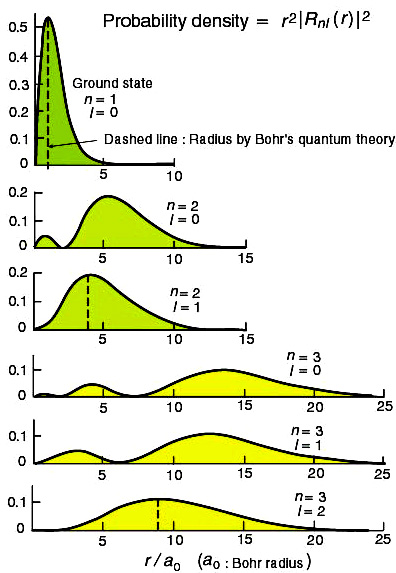 Probability density = r²|Rnl(r)|²
0.5
0.4
0.3
0.2
0.1
0
5
10
Ground state
n = 1
l = 0
Dashed line : Radius by Bohr's quantum theory
0.2
0.1
0
5
10
15
n = 2
l = 0
0.2
0.1
0
5
10
15
n = 2
l = 1
0.1
0
5
10
15
20
25
n = 3
l = 0
0.1
0
5
10
15
20
25
n = 3
l = 1
0.1
0
5
10
15
20
25
n = 3
l = 2
r/a₀ (a₀ : Bohr radius)